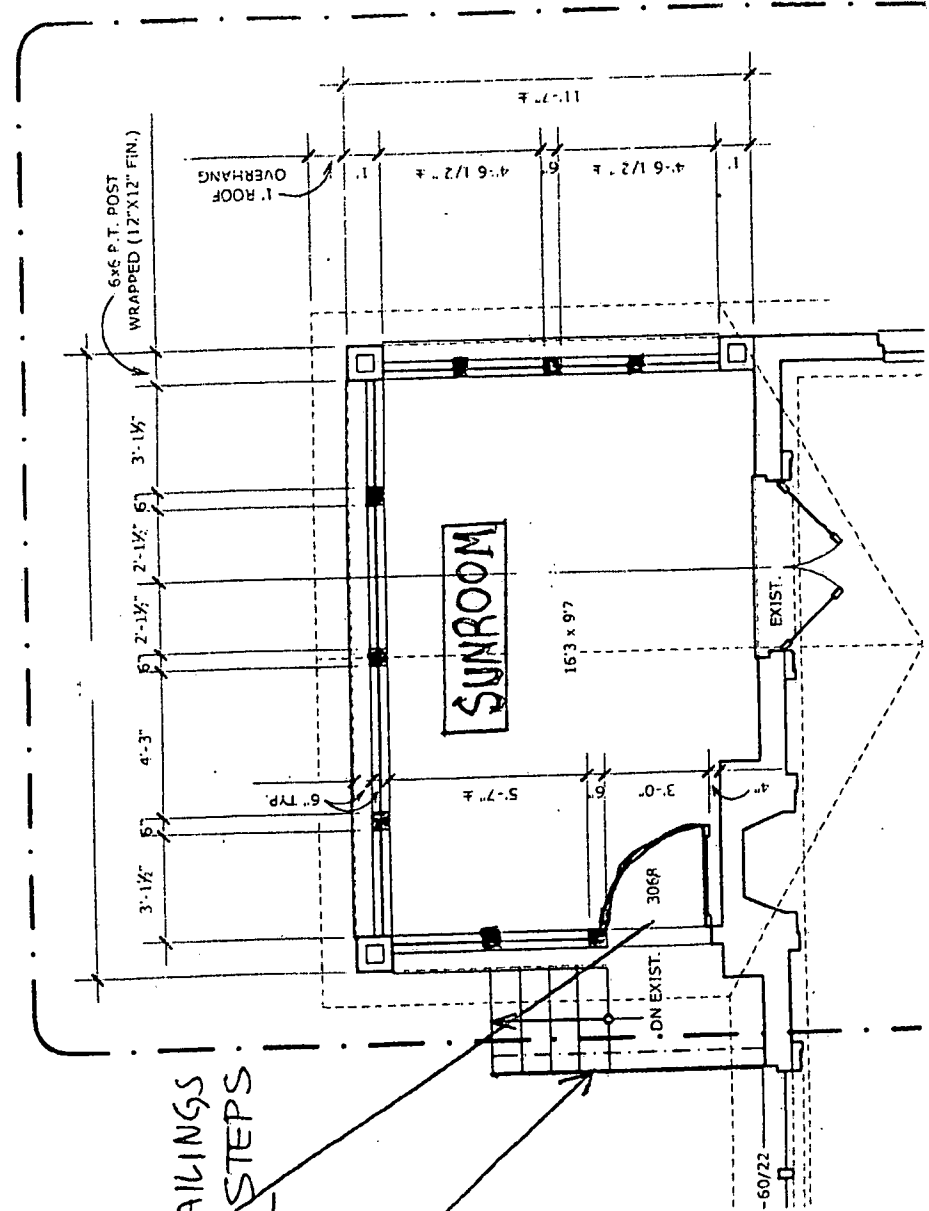 6x6 P.T. POST
WRAPPED (12"X12" FIN.)
1' ROOF
OVERHANG
11'-7" ±
1'
4'-6 1/2" ±
6"
4'-6 1/2" ±
1'
3'-1½"
6"
2'-1½"
2'-1½"
6"
4'-3"
6"
3'-1½"
SUNROOM
16'3 x 9'7
EXIST.
6" TYP.
5'-7" ±
6"
3'-0"
4"
3068
DN EXIST.
AILINGS
STEPS
60/22